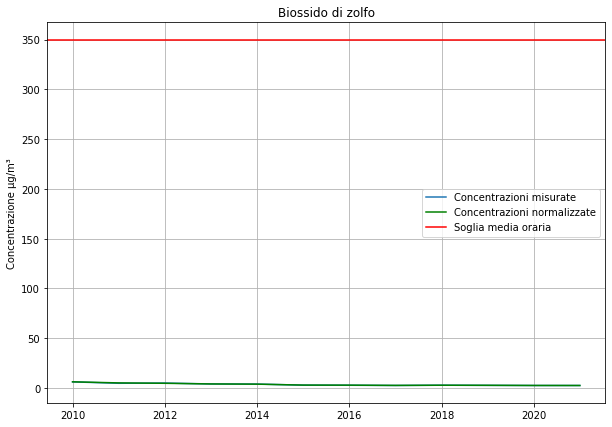 Biossido di zolfo
Concentrazione µg/m³
350
300
250
200
150
100
50
0
Concentrazioni misurate
Concentrazioni normalizzate
Soglia media oraria
2010
2012
2014
2016
2018
2020